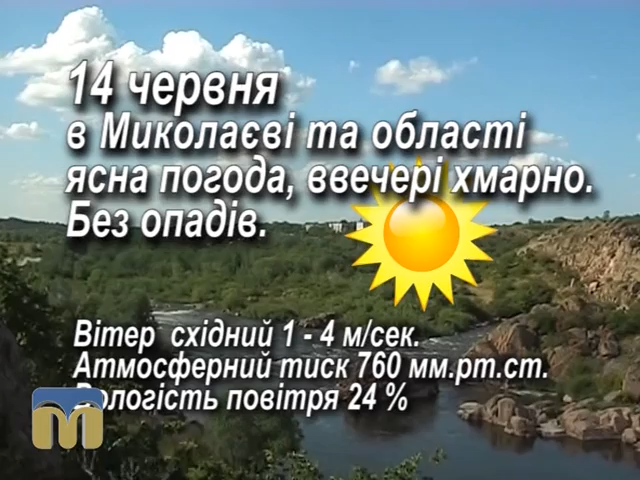 14 червня
в Миколаєві та області
ясна погода, ввечері хмарно.
Без опадів.
Вітер східний 1 - 4 м/сек.
Атмосферний тиск 760 мм.рт.ст.
Вологість повітря 24 %